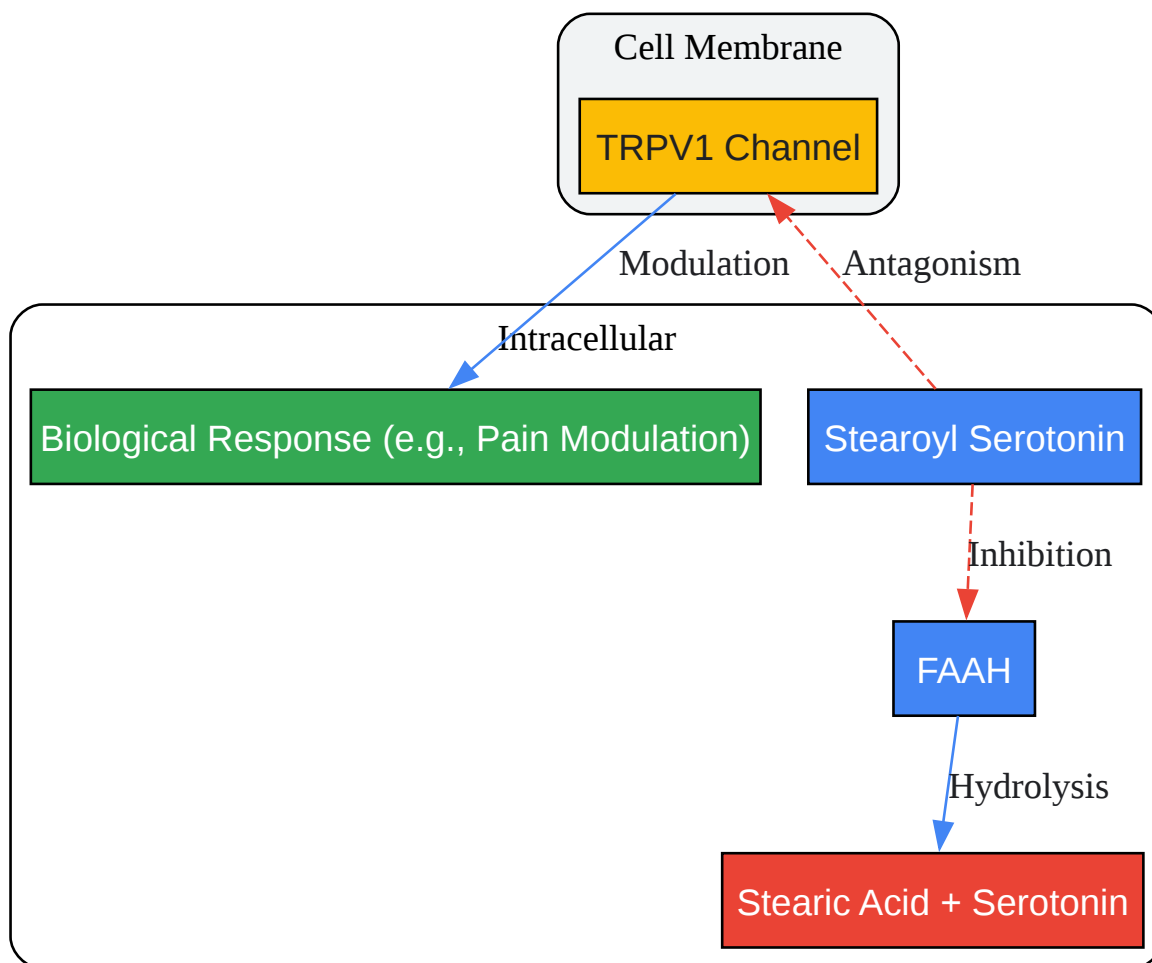 Cell Membrane
TRPV1 Channel
Modulation
Antagonism
Intracellular
Biological Response (e.g., Pain Modulation)
Stearoyl Serotonin
Inhibition
FAAH
Hydrolysis
Stearic Acid + Serotonin